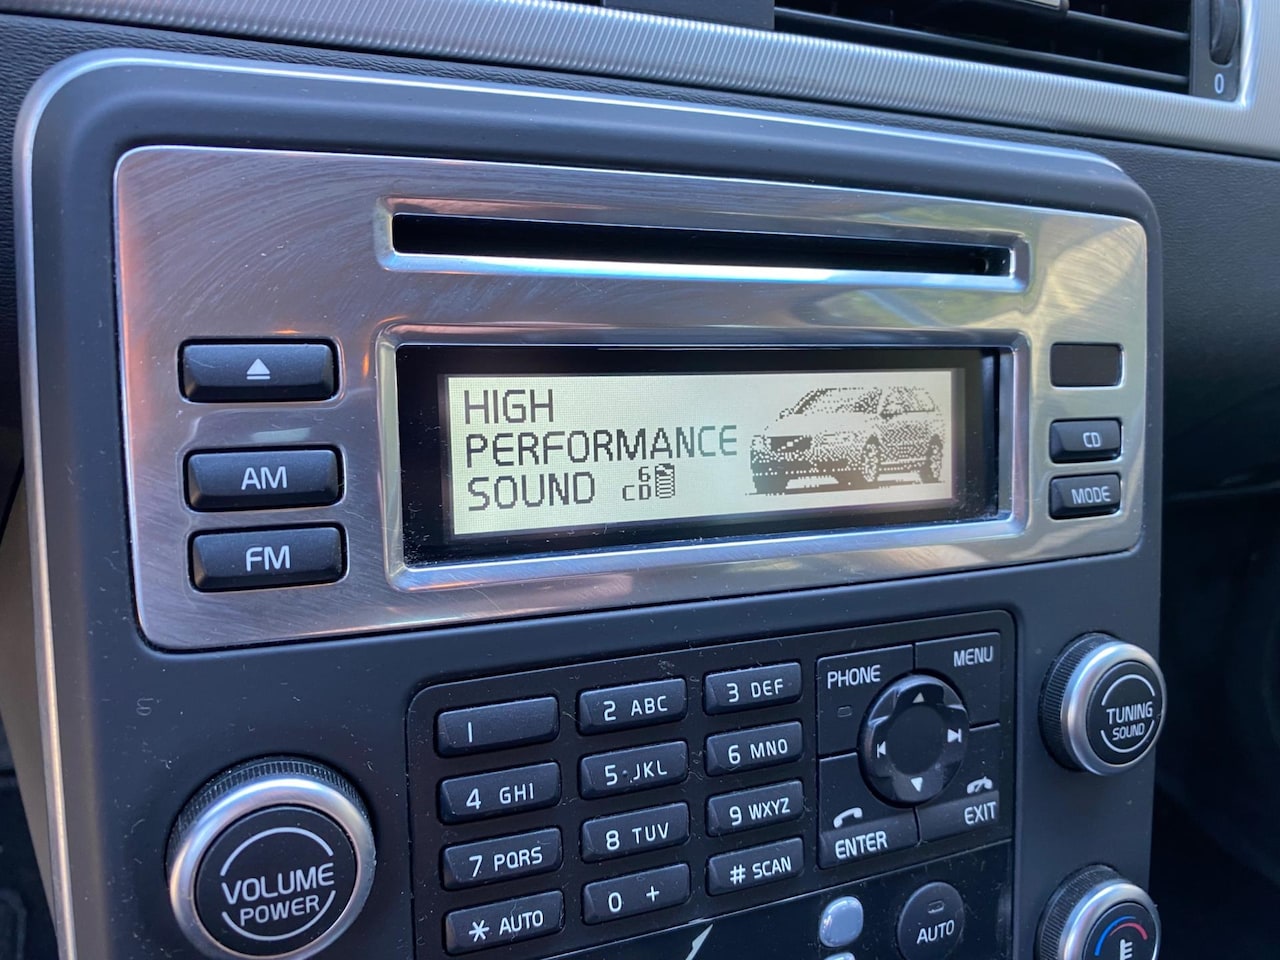 0
AM
FM
HIGH
PERFORMANCE
SOUND 6 CD
CD
MODE
1
2 ABC
3 DEF
4 GHI
5 JKL
6 MNO
7 PQRS
8 TUV
9 WXYZ
* AUTO
0 +
# SCAN
PHONE
MENU
ENTER
EXIT
VOLUME
POWER
TUNING
SOUND
AUTO